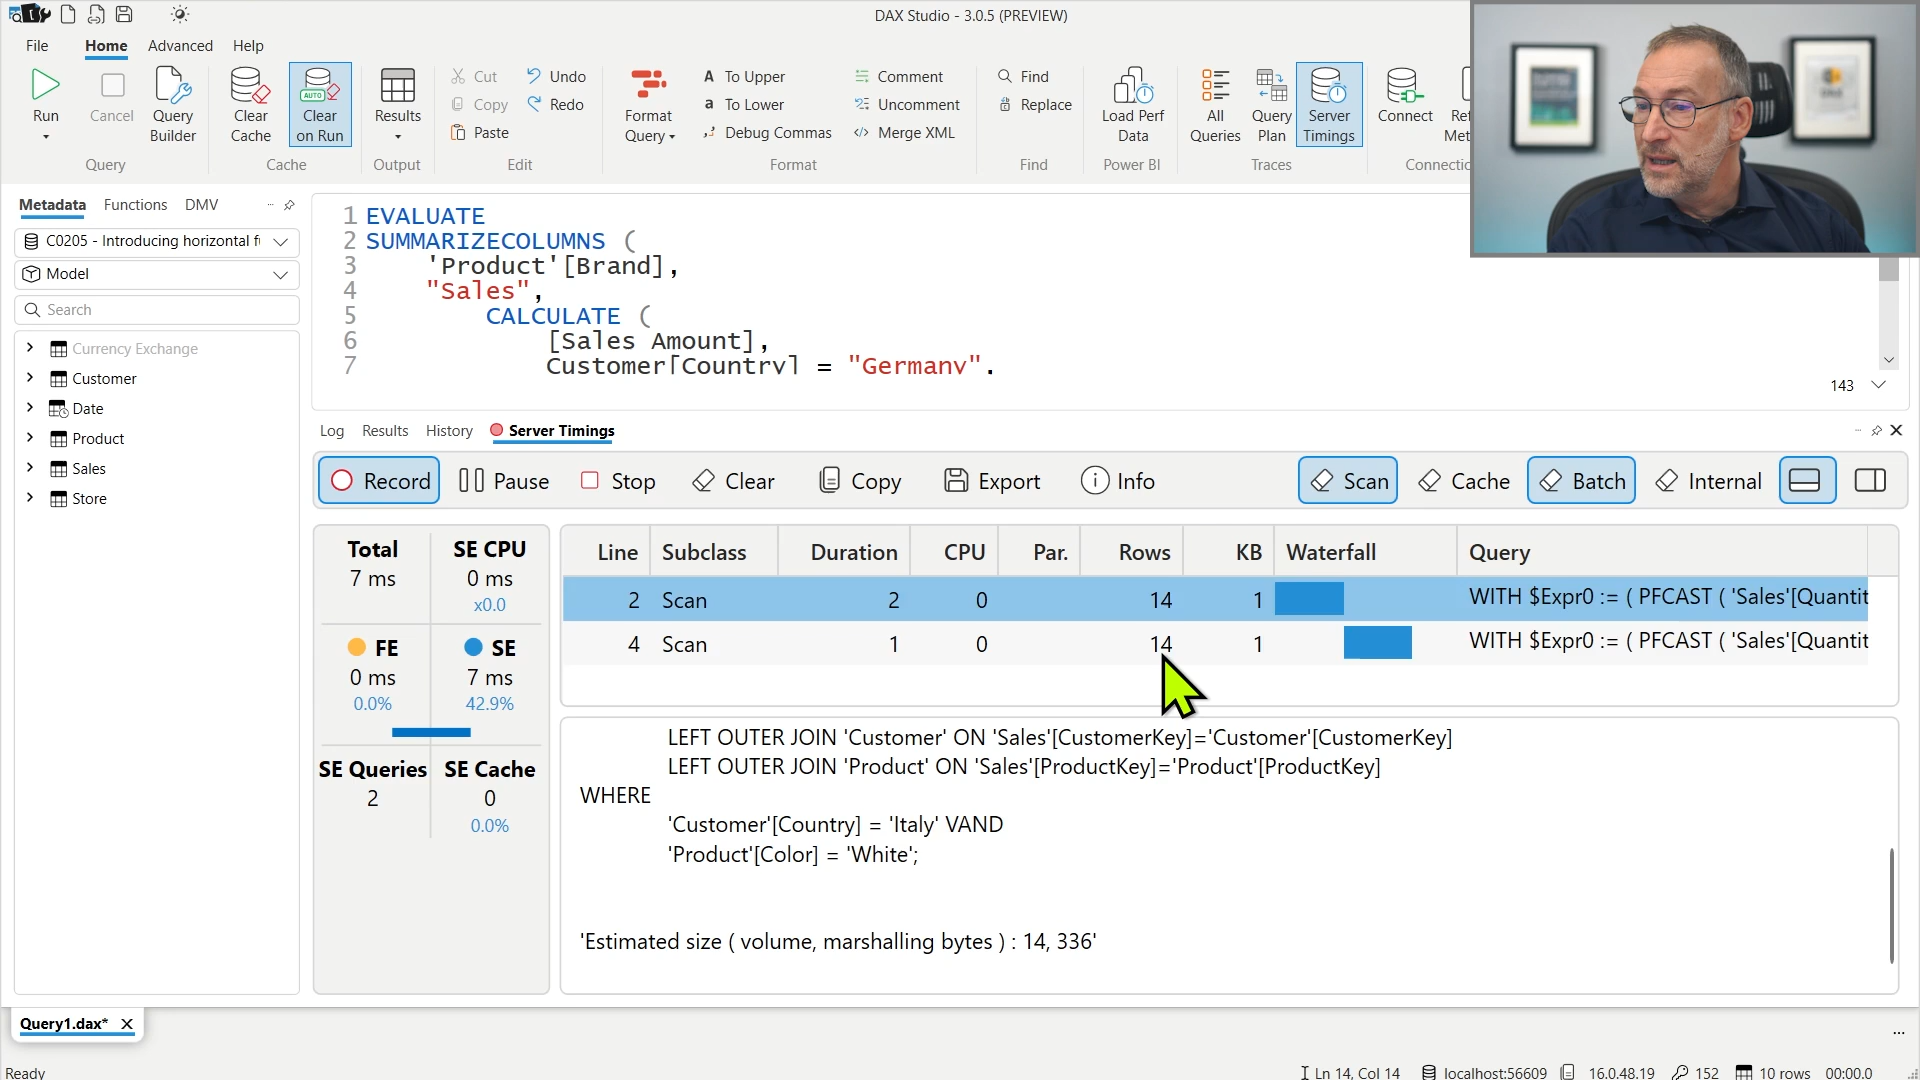 DAX Studio - 3.0.5 (PREVIEW)
File Home Advanced Help
Run
Cancel
Query Builder
Query
Clear Cache
AUTO
Clear on Run
Cache
Results
Output
Cut
Copy
Paste
Undo
Redo
Edit
Format Query
To Upper
To Lower
Debug Commas
Comment
Uncomment
Merge XML
Format
Find
Replace
Find
Load Perf Data
Power BI
All Queries
Query Plan
Server Timings
Traces
Connect
Metadata Functions DMV
C0205 - Introducing horizontal f
Model
Search
Currency Exchange
Customer
Date
Product
Sales
Store
1 EVALUATE
2 SUMMARIZECOLUMNS (
3 'Product'[Brand],
4 "Sales",
5 CALCULATE (
6 [Sales Amount],
7 Customer[Country] = "Germany",
143
Log Results History Server Timings
Record Pause Stop Clear Copy Export Info Scan Cache Batch Internal
Total
7 ms
SE CPU
0 ms
x0.0
FE
0 ms
0.0%
SE
7 ms
42.9%
SE Queries
2
SE Cache
0
0.0%
Line Subclass Duration CPU Par. Rows KB Waterfall Query
2 Scan 2 0 14 1 WITH $Expr0 := ( PFCAST ( 'Sales'[Quantit
4 Scan 1 0 14 1 WITH $Expr0 := ( PFCAST ( 'Sales'[Quantit
LEFT OUTER JOIN 'Customer' ON 'Sales'[CustomerKey]='Customer'[CustomerKey]
LEFT OUTER JOIN 'Product' ON 'Sales'[ProductKey]='Product'[ProductKey]
WHERE
'Customer'[Country] = 'Italy' VAND
'Product'[Color] = 'White';
'Estimated size ( volume, marshalling bytes ) : 14, 336'
Query1.dax*
Ready
Ln 14, Col 14 localhost:56609 16.0.48.19 152 10 rows 00:00.0